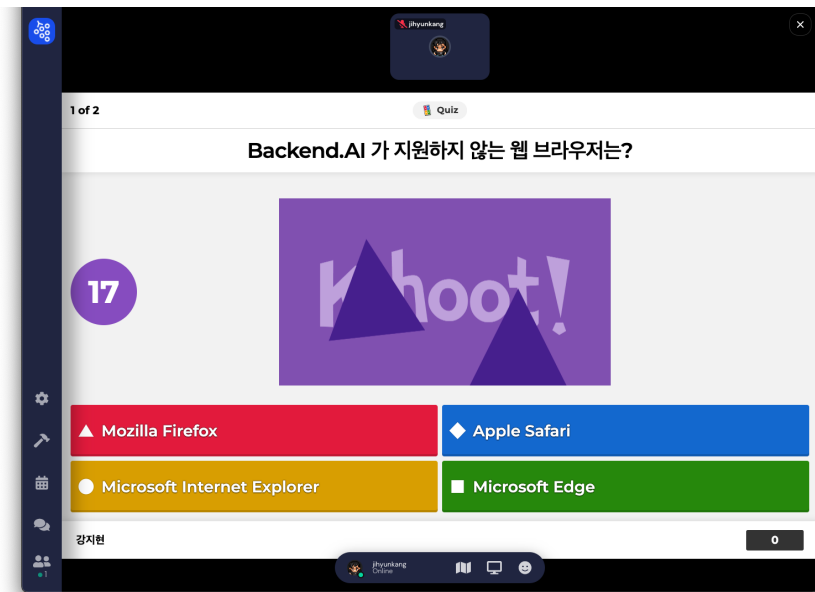 jihyunkang
1 of 2
Quiz
Backend.AI 가 지원하지 않는 웹 브라우저는?
17
Kahoot!
Mozilla Firefox
Apple Safari
Microsoft Internet Explorer
Microsoft Edge
강지현
0
jihyunkang
Online
1